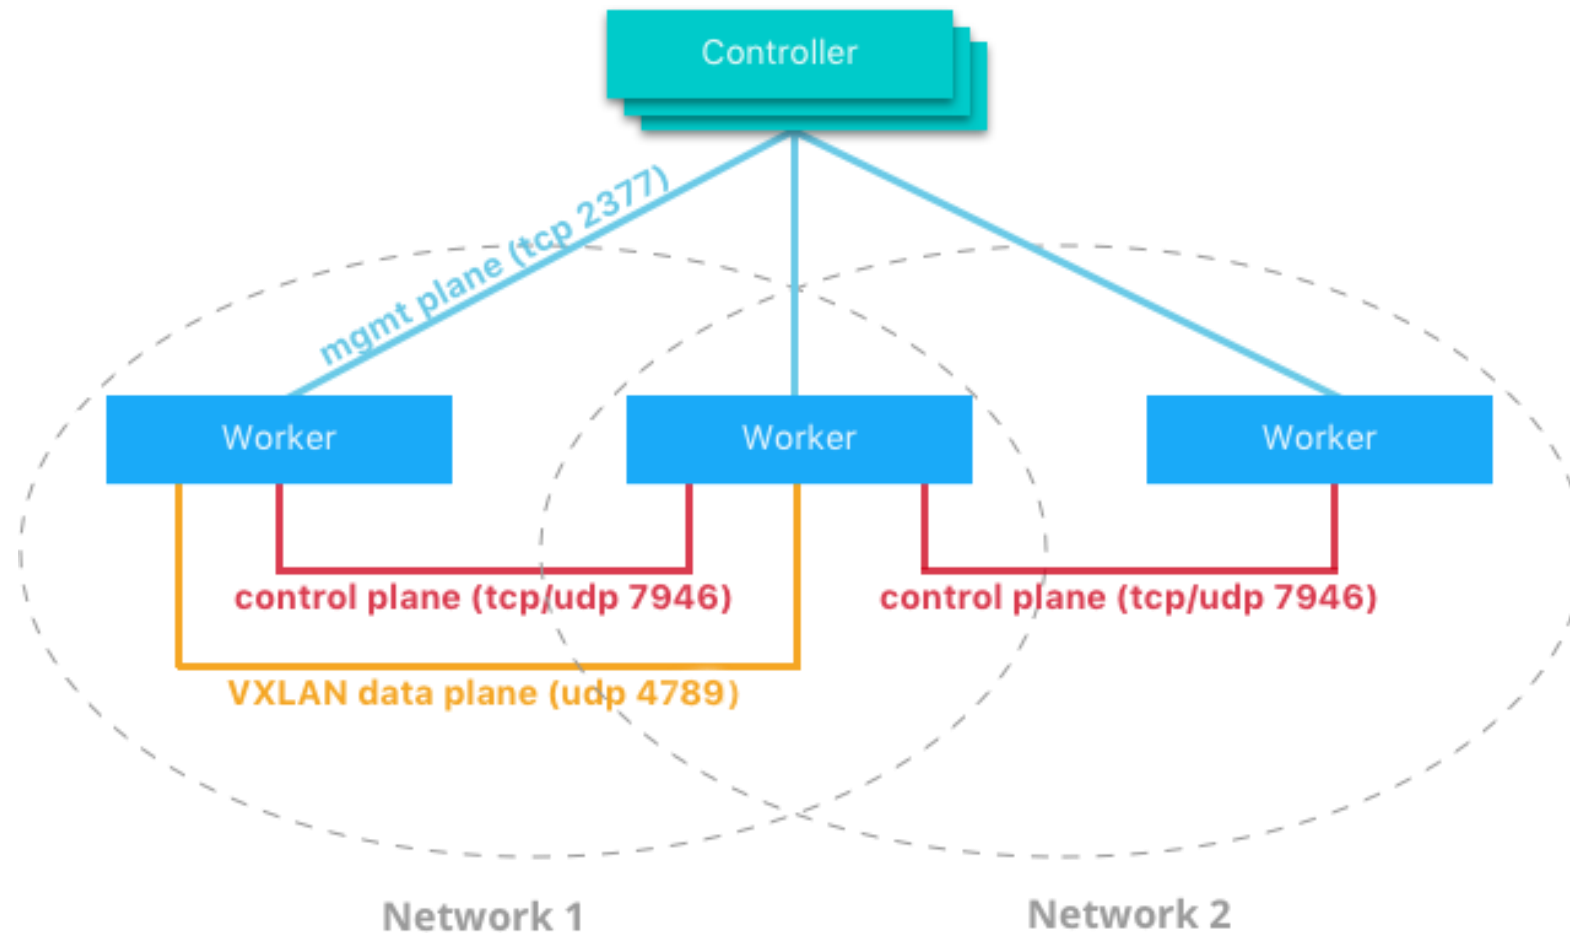 Controller
mgmt plane (tcp 2377)
Worker
Worker
Worker
control plane (tcp/udp 7946)
control plane (tcp/udp 7946)
VXLAN data plane (udp 4789)
Network 1
Network 2